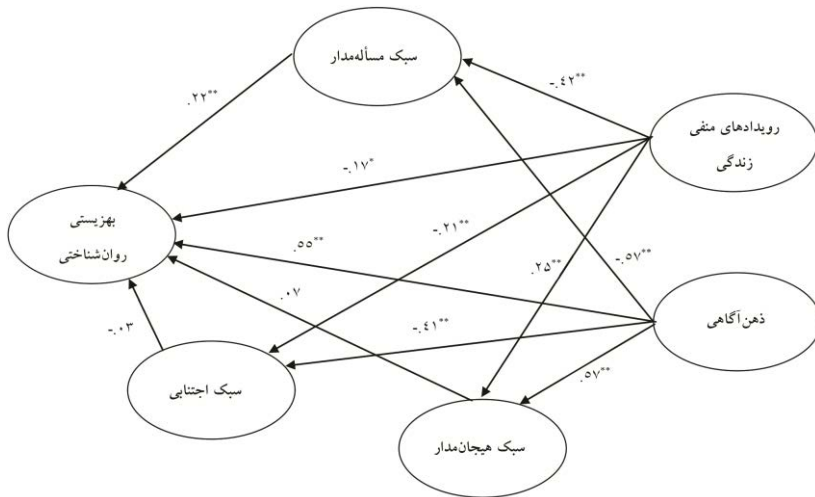 سبک مسأله‌مدار
-.۴۲**
.۲۲**
رویدادهای منفی
زندگی
-.۱۷*
بهزیستی
روان‌شناختی
-.۲۱**
.۵۵**
-.۵۷**
.۲۵**
.۰۷
ذهن‌آگاهی
-.۴۱**
-.۰۳
سبک اجتنابی
.۵۷**
سبک هیجان‌مدار